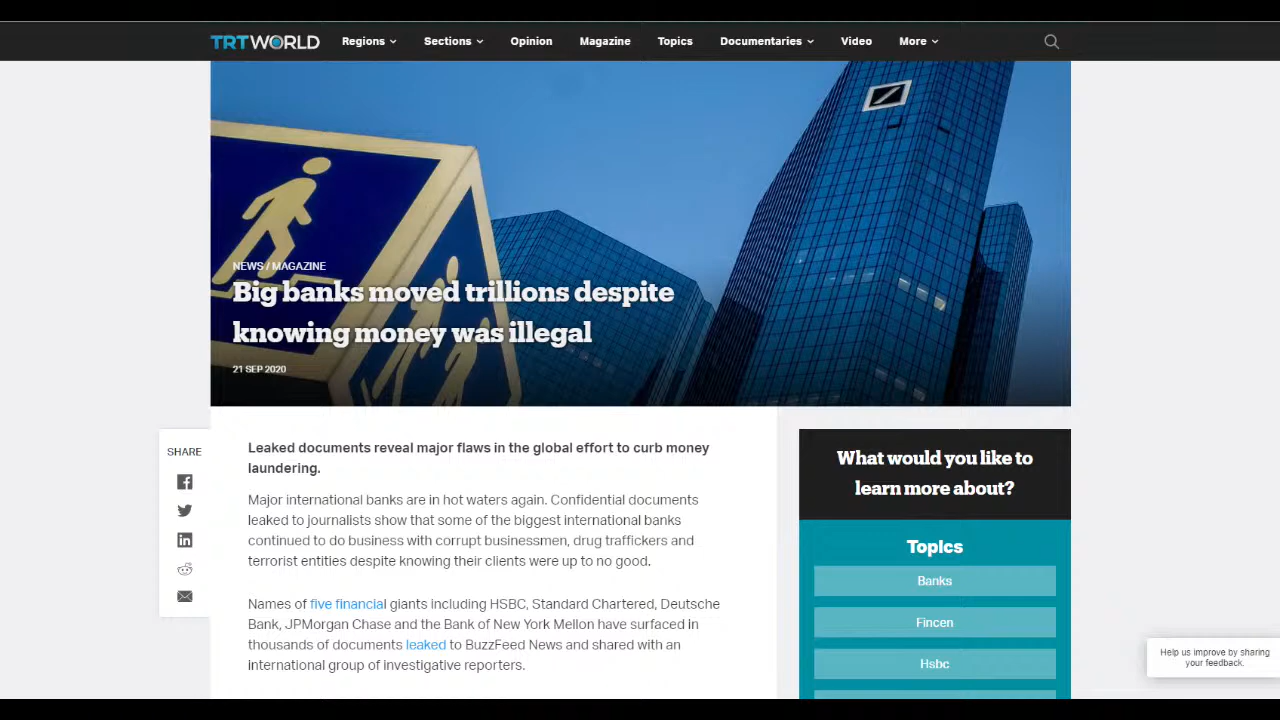 TRTWORLD
Regions
Sections
Opinion
Magazine
Topics
Documentaries
Video
More
NEWS / MAGAZINE
Big banks moved trillions despite
knowing money was illegal
21 SEP 2020
SHARE
Leaked documents reveal major flaws in the global effort to curb money
laundering.
Major international banks are in hot waters again. Confidential documents
leaked to journalists show that some of the biggest international banks
continued to do business with corrupt businessmen, drug traffickers and
terrorist entities despite knowing their clients were up to no good.
Names of five financial giants including HSBC, Standard Chartered, Deutsche
Bank, JPMorgan Chase and the Bank of New York Mellon have surfaced in
thousands of documents leaked to BuzzFeed News and shared with an
international group of investigative reporters.
What would you like to
learn more about?
Topics
Banks
Fincen
Hsbc
Help us improve by sharing
your feedback.